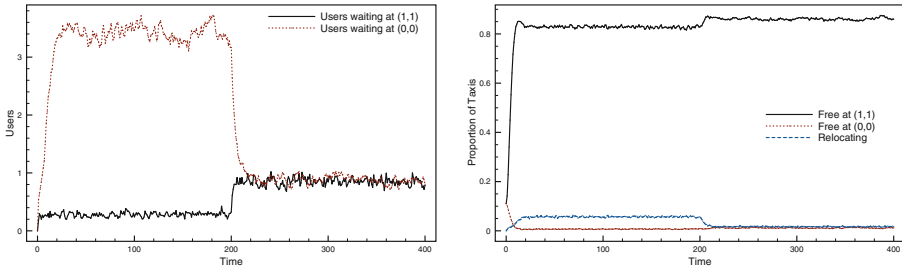 Users waiting at (1,1)
Users waiting at (0,0)
Users
3
2
1
0
0
100
200
300
400
Time
Free at (1,1)
Free at (0,0)
Relocating
Proportion of Taxis
0.8
0.6
0.4
0.2
0
0
100
200
300
400
Time